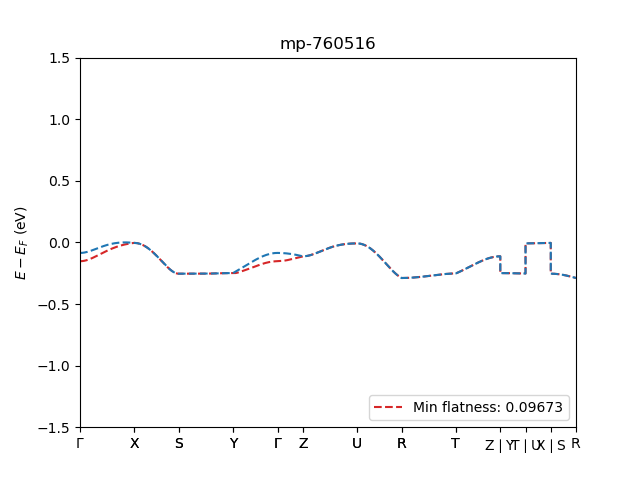 mp-760516
1.5
1.0
0.5
0.0
−0.5
−1.0
−1.5
E − E_F (eV)
Min flatness: 0.09673
Γ X S Y Γ Z U R T Z | Y T | U X | S R